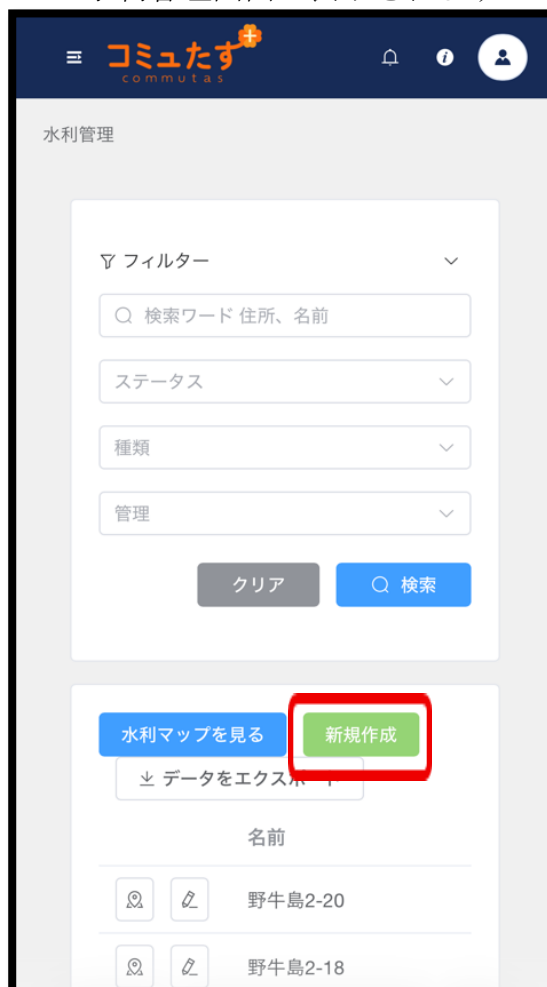 コミュたす
commutas
水利管理
フィルター
検索ワード 住所、名前
ステータス
種類
管理
クリア
検索
水利マップを見る
新規作成
データをエクスポート
名前
野牛島2-20
野牛島2-18